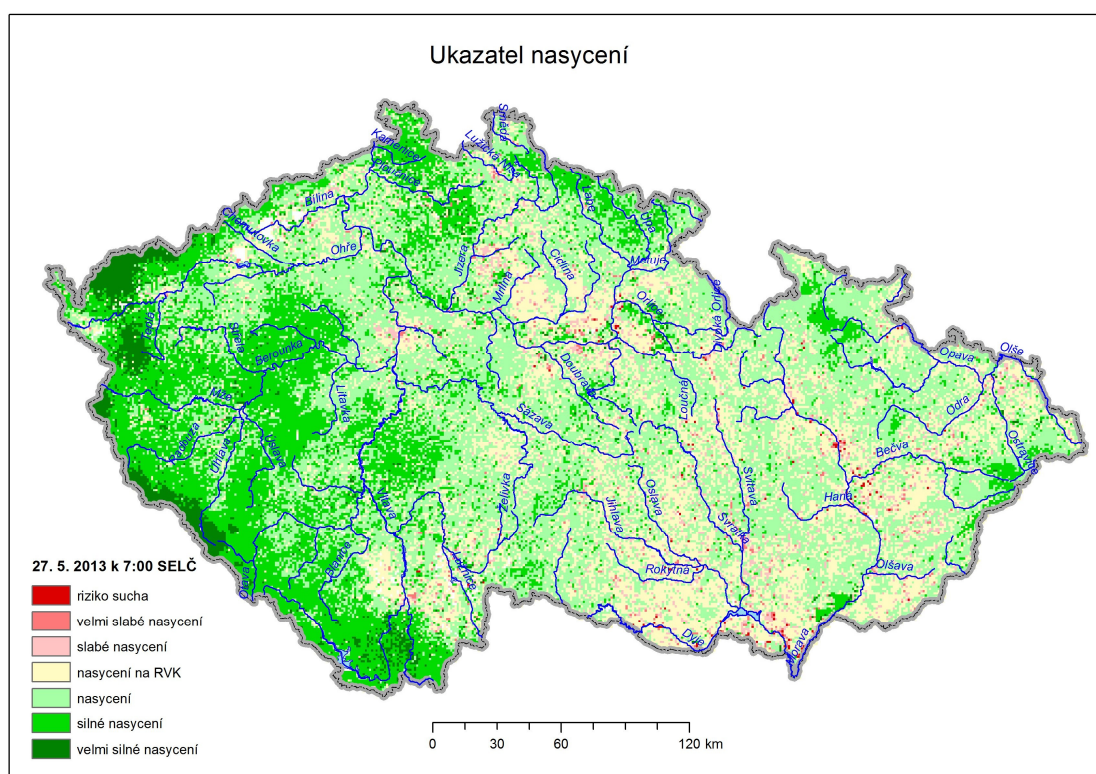 Ukazatel nasycení
Smědá
Kamenice
Lužická Nisa
Ploučnice
Bílina
Labe
Úpa
Chomutovka
Ohře
Jizera
Cidlina
Metuje
Mrlina
Orlice
Divoká Orlice
Teplá
Střela
Berounka
Litavka
Doubrava
Loučná
Opava
Olše
Mže
Sázava
Odra
Radbuza
Úhlava
Úslava
Bečva
Ostravice
Vltava
Želivka
Jihlava
Oslava
Svitava
Svratka
Haná
Blanice
Lužnice
Rokytná
Olšava
Otava
Dyje
Morava
27. 5. 2013 k 7:00 SELČ
riziko sucha
velmi slabé nasycení
slabé nasycení
nasycení na RVK
nasycení
silné nasycení
velmi silné nasycení
0 30 60 120 km